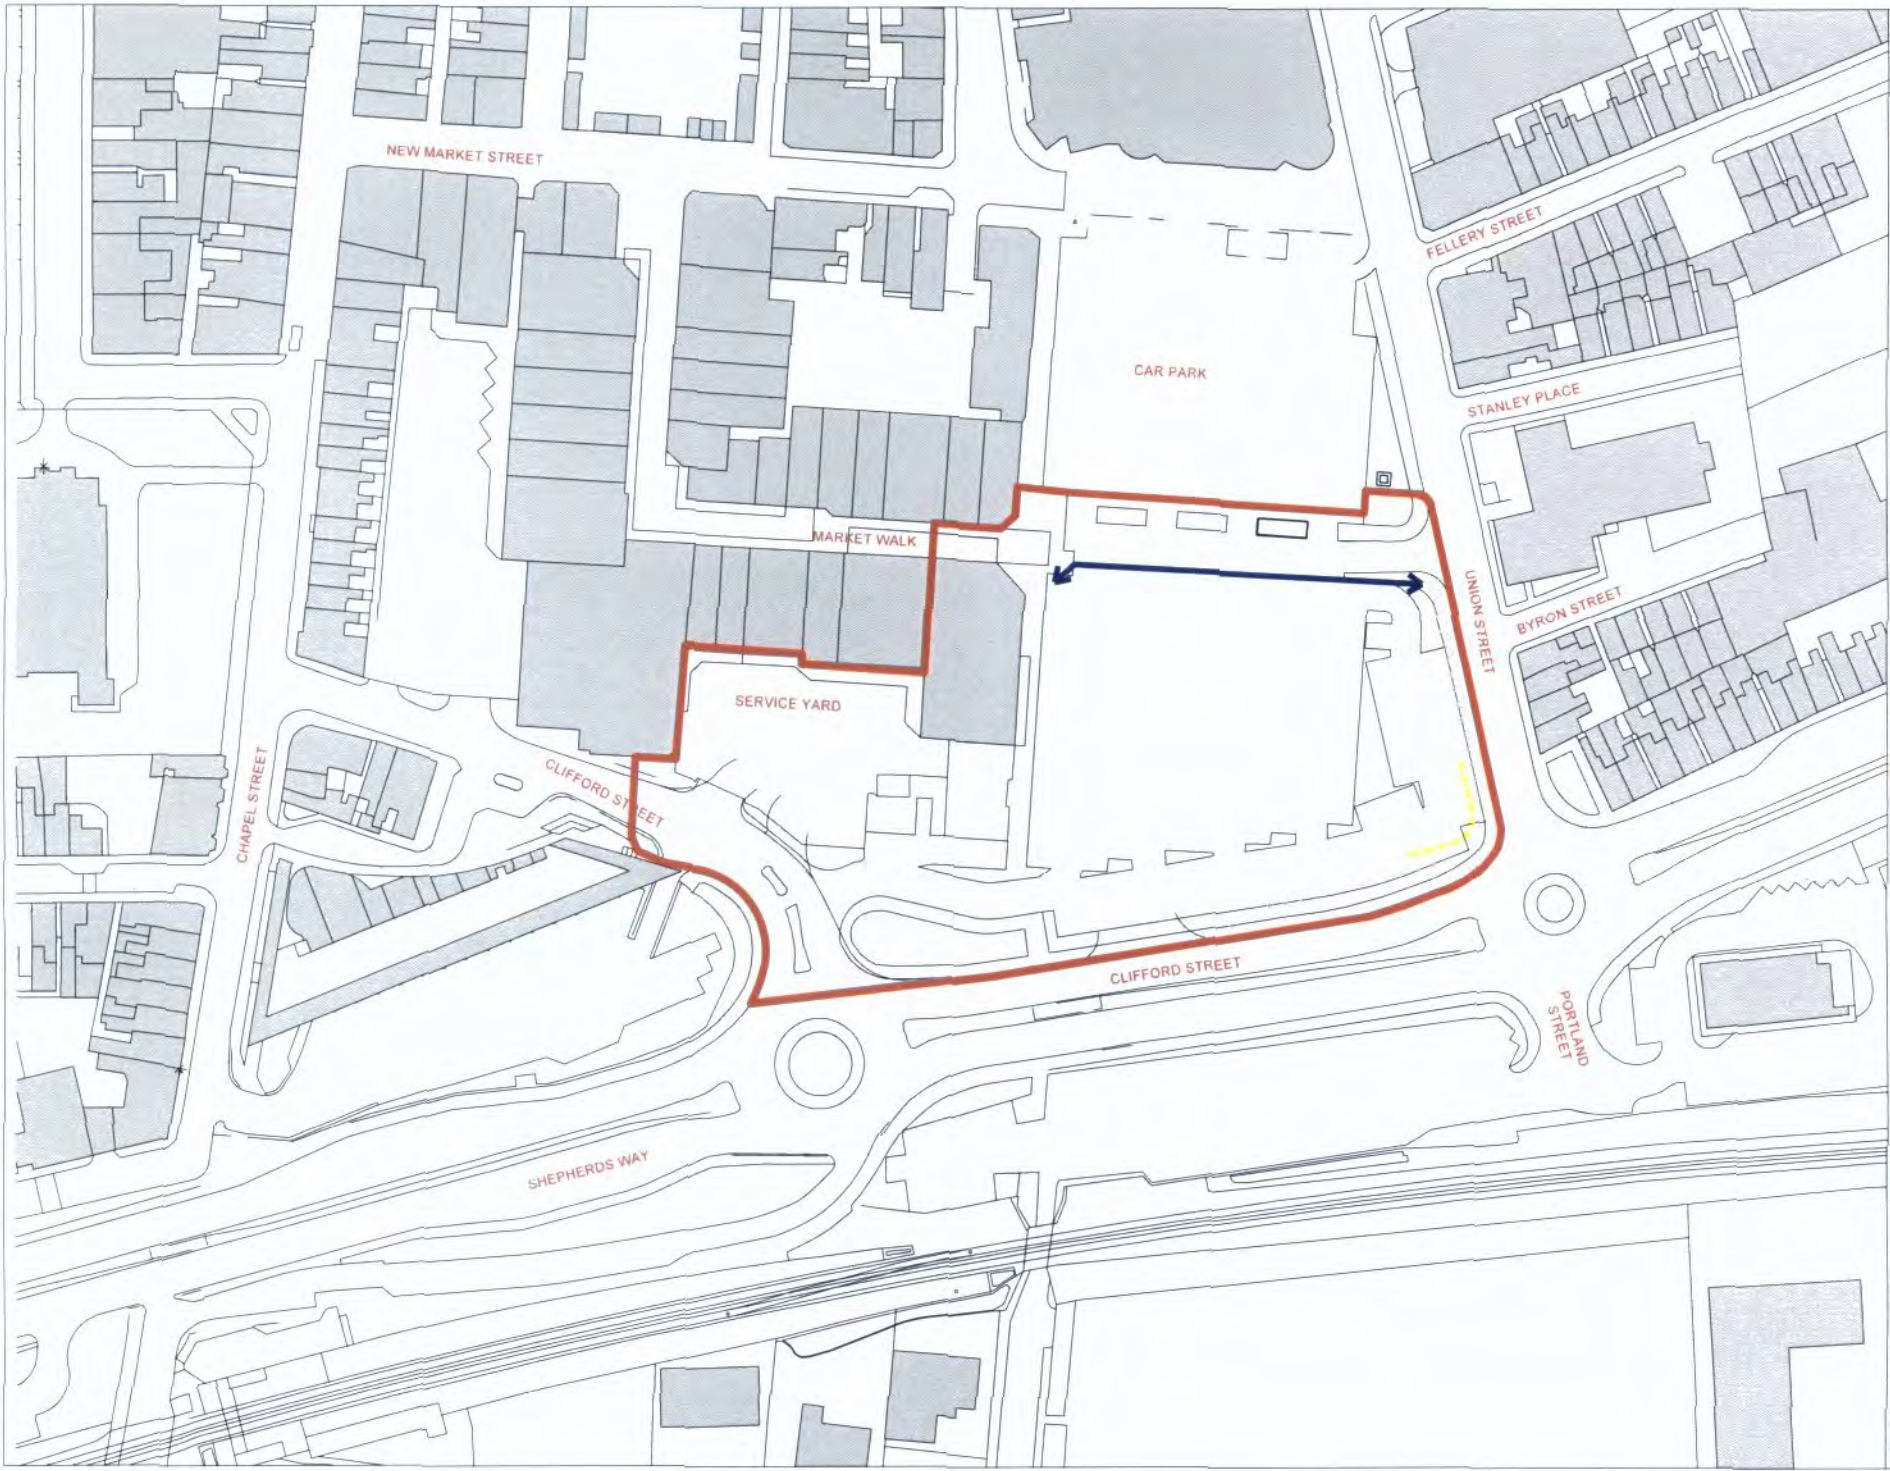 NEW MARKET STREET
FELLERY STREET
CAR PARK
STANLEY PLACE
MARKET WALK
UNION STREET
BYRON STREET
SERVICE YARD
CLIFFORD STREET
CHAPEL STREET
CLIFFORD STREET
PORTLAND
STREET
SHEPHERDS WAY